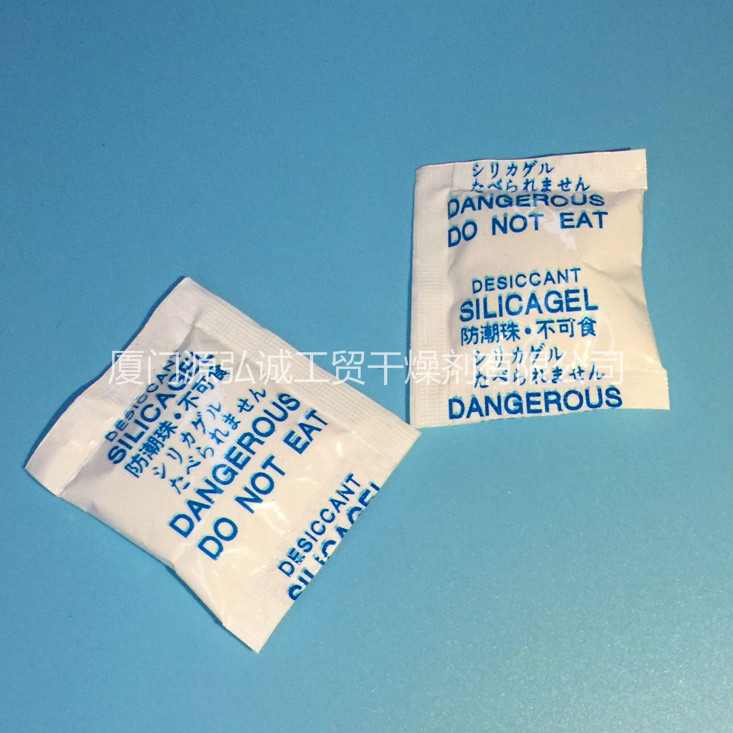 シリカゲル
たべられません
DANGEROUS
DO NOT EAT
DESICCANT
SILICAGEL
防潮珠·不可食
シリカゲル
たべられません
DANGEROUS
厦门源弘诚工贸干燥剂有限公司
DESICCANT
SILICAGEL
防潮珠·不可食
シリカゲル
たべられません
DANGEROUS
DO NOT EAT
DESICCANT
SILICAGEL